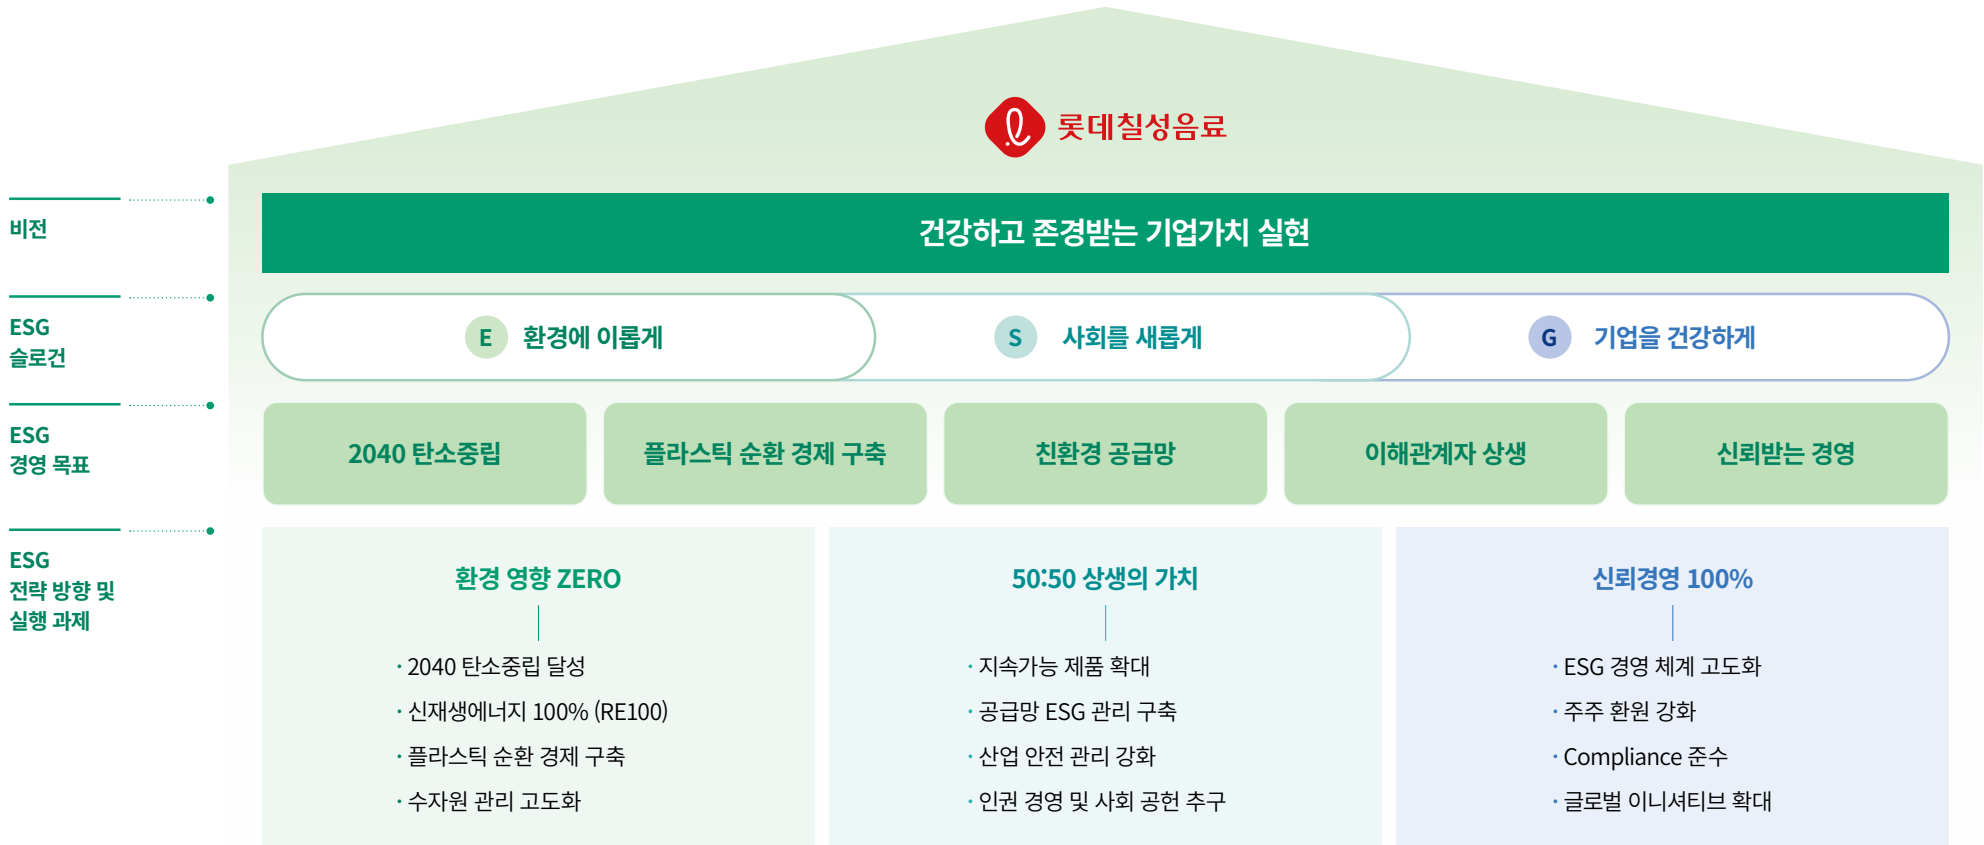 롯데칠성음료
비전
건강하고 존경받는 기업가치 실현
ESG
슬로건
E 환경에 이롭게
S 사회를 새롭게
G 기업을 건강하게
ESG
경영 목표
2040 탄소중립
플라스틱 순환 경제 구축
친환경 공급망
이해관계자 상생
신뢰받는 경영
ESG
전략 방향 및
실행 과제
환경 영향 ZERO
· 2040 탄소중립 달성
· 신재생에너지 100% (RE100)
· 플라스틱 순환 경제 구축
· 수자원 관리 고도화
50:50 상생의 가치
· 지속가능 제품 확대
· 공급망 ESG 관리 구축
· 산업 안전 관리 강화
· 인권 경영 및 사회 공헌 추구
신뢰경영 100%
· ESG 경영 체계 고도화
· 주주 환원 강화
· Compliance 준수
· 글로벌 이니셔티브 확대